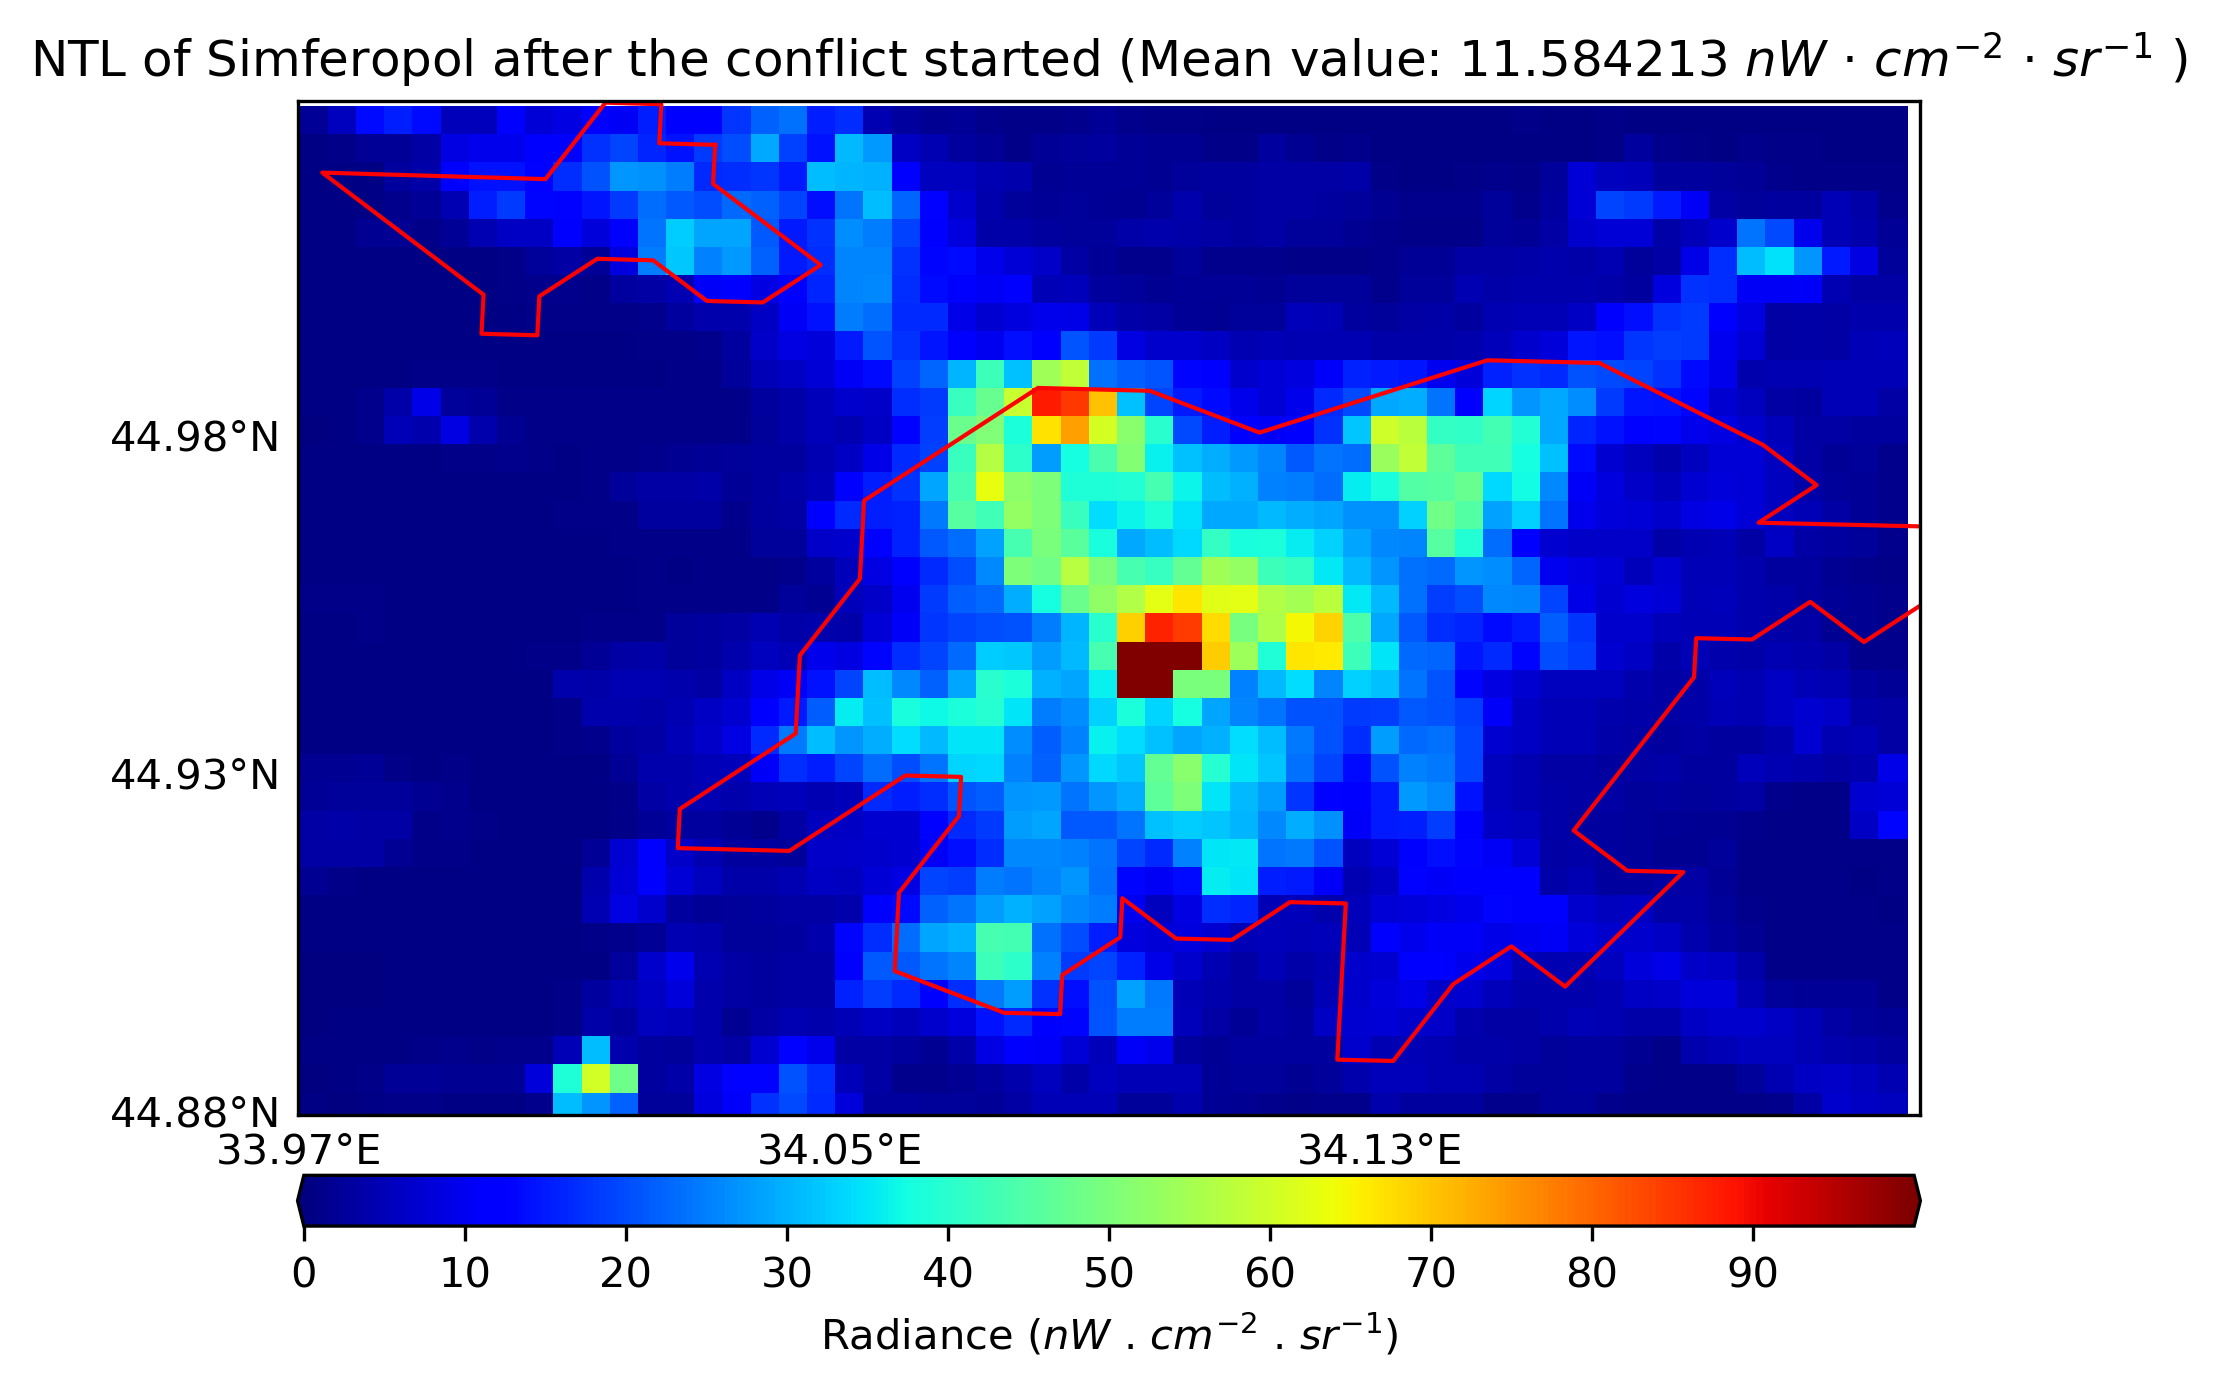 NTL of Simferopol after the conflict started (Mean value: 11.584213 nW · cm⁻² · sr⁻¹ )
44.98°N
44.93°N
44.88°N
33.97°E 34.05°E 34.13°E
0 10 20 30 40 50 60 70 80 90
Radiance (nW . cm⁻² . sr⁻¹)